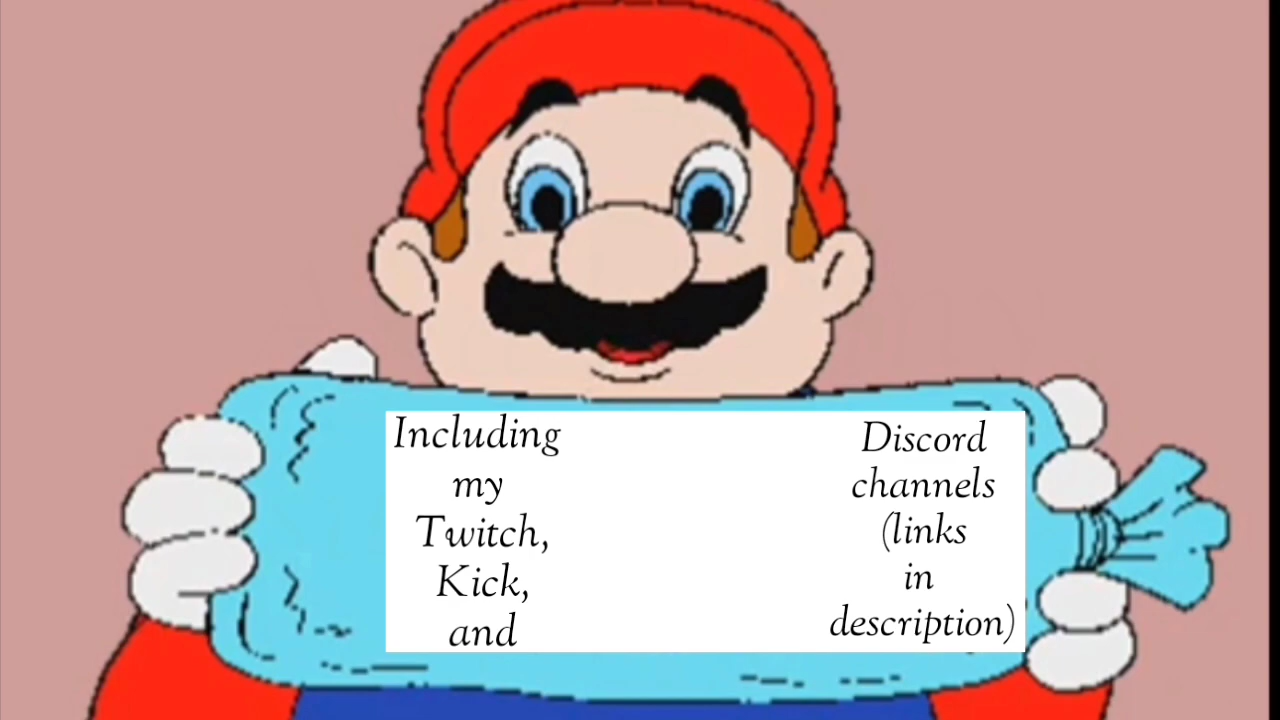 Including
my
Twitch,
Kick,
and
Discord
channels
(links
in
description)